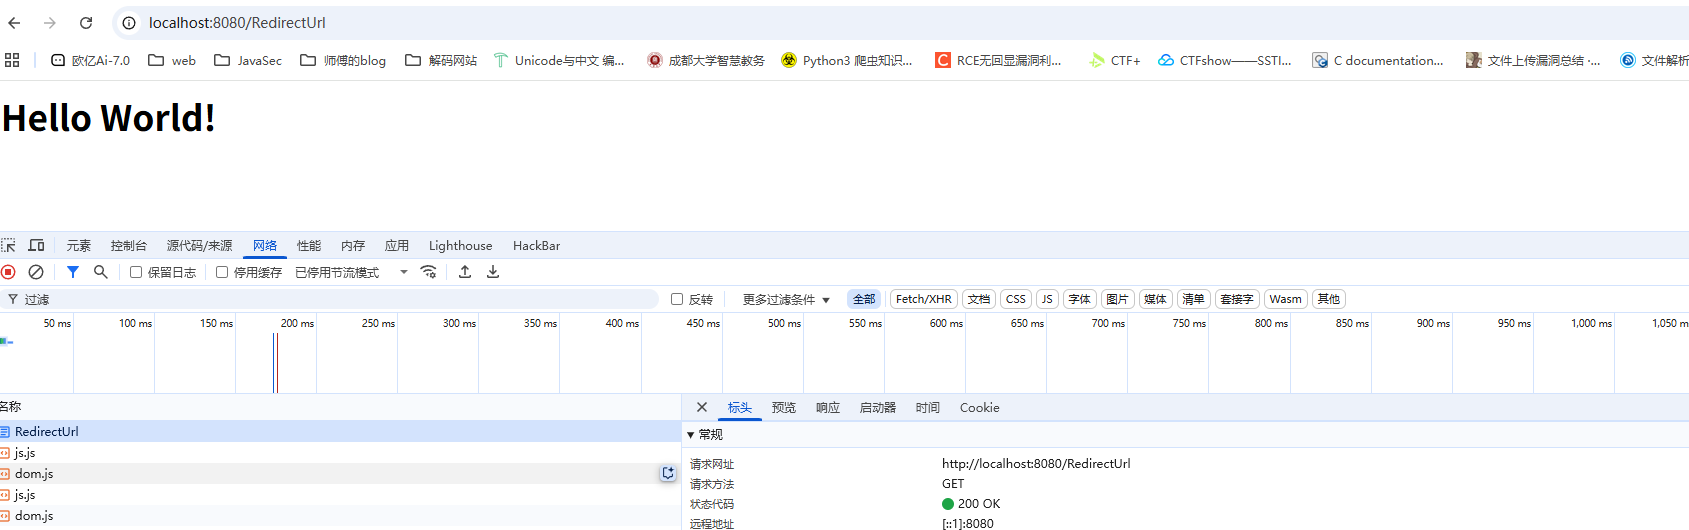 localhost:8080/RedirectUrl
欧亿Ai-7.0 web JavaSec 师傅的blog 解码网站 Unicode与中文 编... 成都大学智慧教务 Python3 爬虫知识... RCE无回显漏洞利... CTF+ CTFshow——SSTI... C documentation... 文件上传漏洞总结 ·... 文件解析
Hello World!
元素 控制台 源代码/来源 网络 性能 内存 应用 Lighthouse HackBar
保留日志 停用缓存 已停用节流模式
过滤 反转 更多过滤条件 全部 Fetch/XHR 文档 CSS JS 字体 图片 媒体 清单 套接字 Wasm 其他
50 ms 100 ms 150 ms 200 ms 250 ms 300 ms 350 ms 400 ms 450 ms 500 ms 550 ms 600 ms 650 ms 700 ms 750 ms 800 ms 850 ms 900 ms 950 ms 1,000 ms 1,050 m
名称 标头 预览 响应 启动器 时间 Cookie
RedirectUrl
js.js
dom.js
js.js
dom.js
常规
请求网址 http://localhost:8080/RedirectUrl
请求方法 GET
状态代码 200 OK
远程地址 [::1]:8080